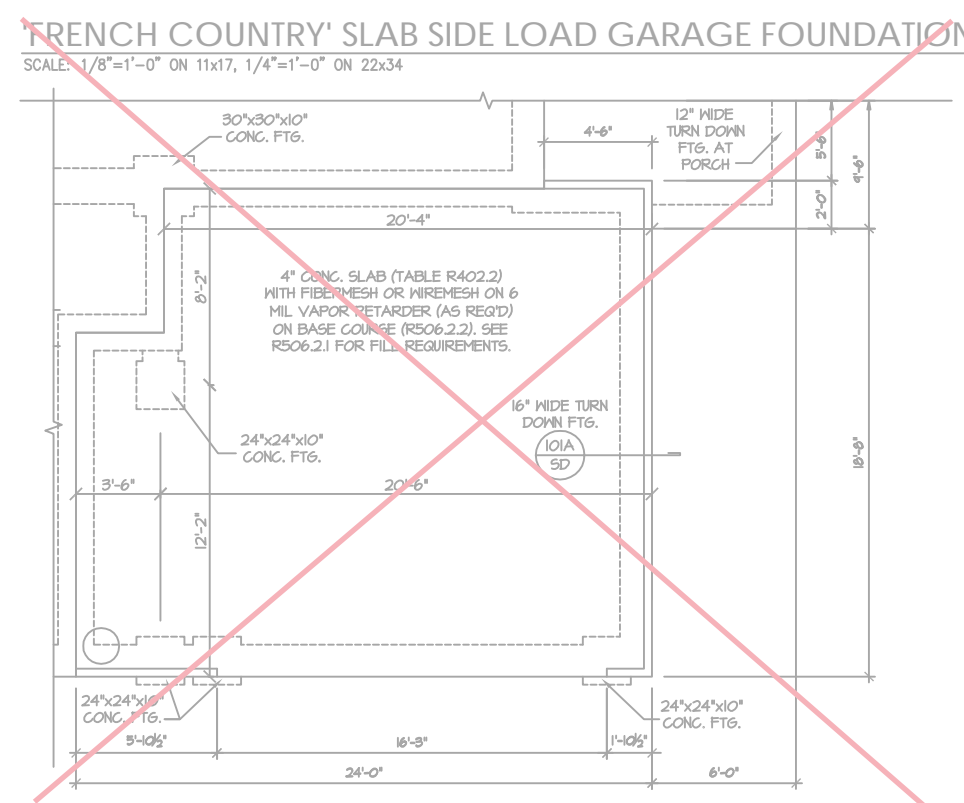 'FRENCH COUNTRY' SLAB SIDE LOAD GARAGE FOUNDATION
SCALE: 1/8"=1'-0" ON 11x17, 1/4"=1'-0" ON 22x34
30"x30"x10"
CONC. FTG.
4'-6"
12" WIDE
TURN DOWN
FTG. AT
PORCH
5'-6"
9'-6"
2'-0"
20'-4"
8'-2"
4" CONC. SLAB (TABLE R402.2)
WITH FIBERMESH OR WIREMESH ON 6
MIL VAPOR RETARDER (AS REQ'D)
ON BASE COURSE (R506.2.2). SEE
R506.2.1 FOR FILL REQUIREMENTS.
16" WIDE TURN
DOWN FTG.
101A
SD
24"x24"x10"
CONC. FTG.
18'-8"
3'-6"
20'-6"
12'-2"
24"x24"x10"
CONC. FTG.
24"x24"x10"
CONC. FTG.
5'-10½"
16'-3"
1'-10½"
24'-0"
6'-0"